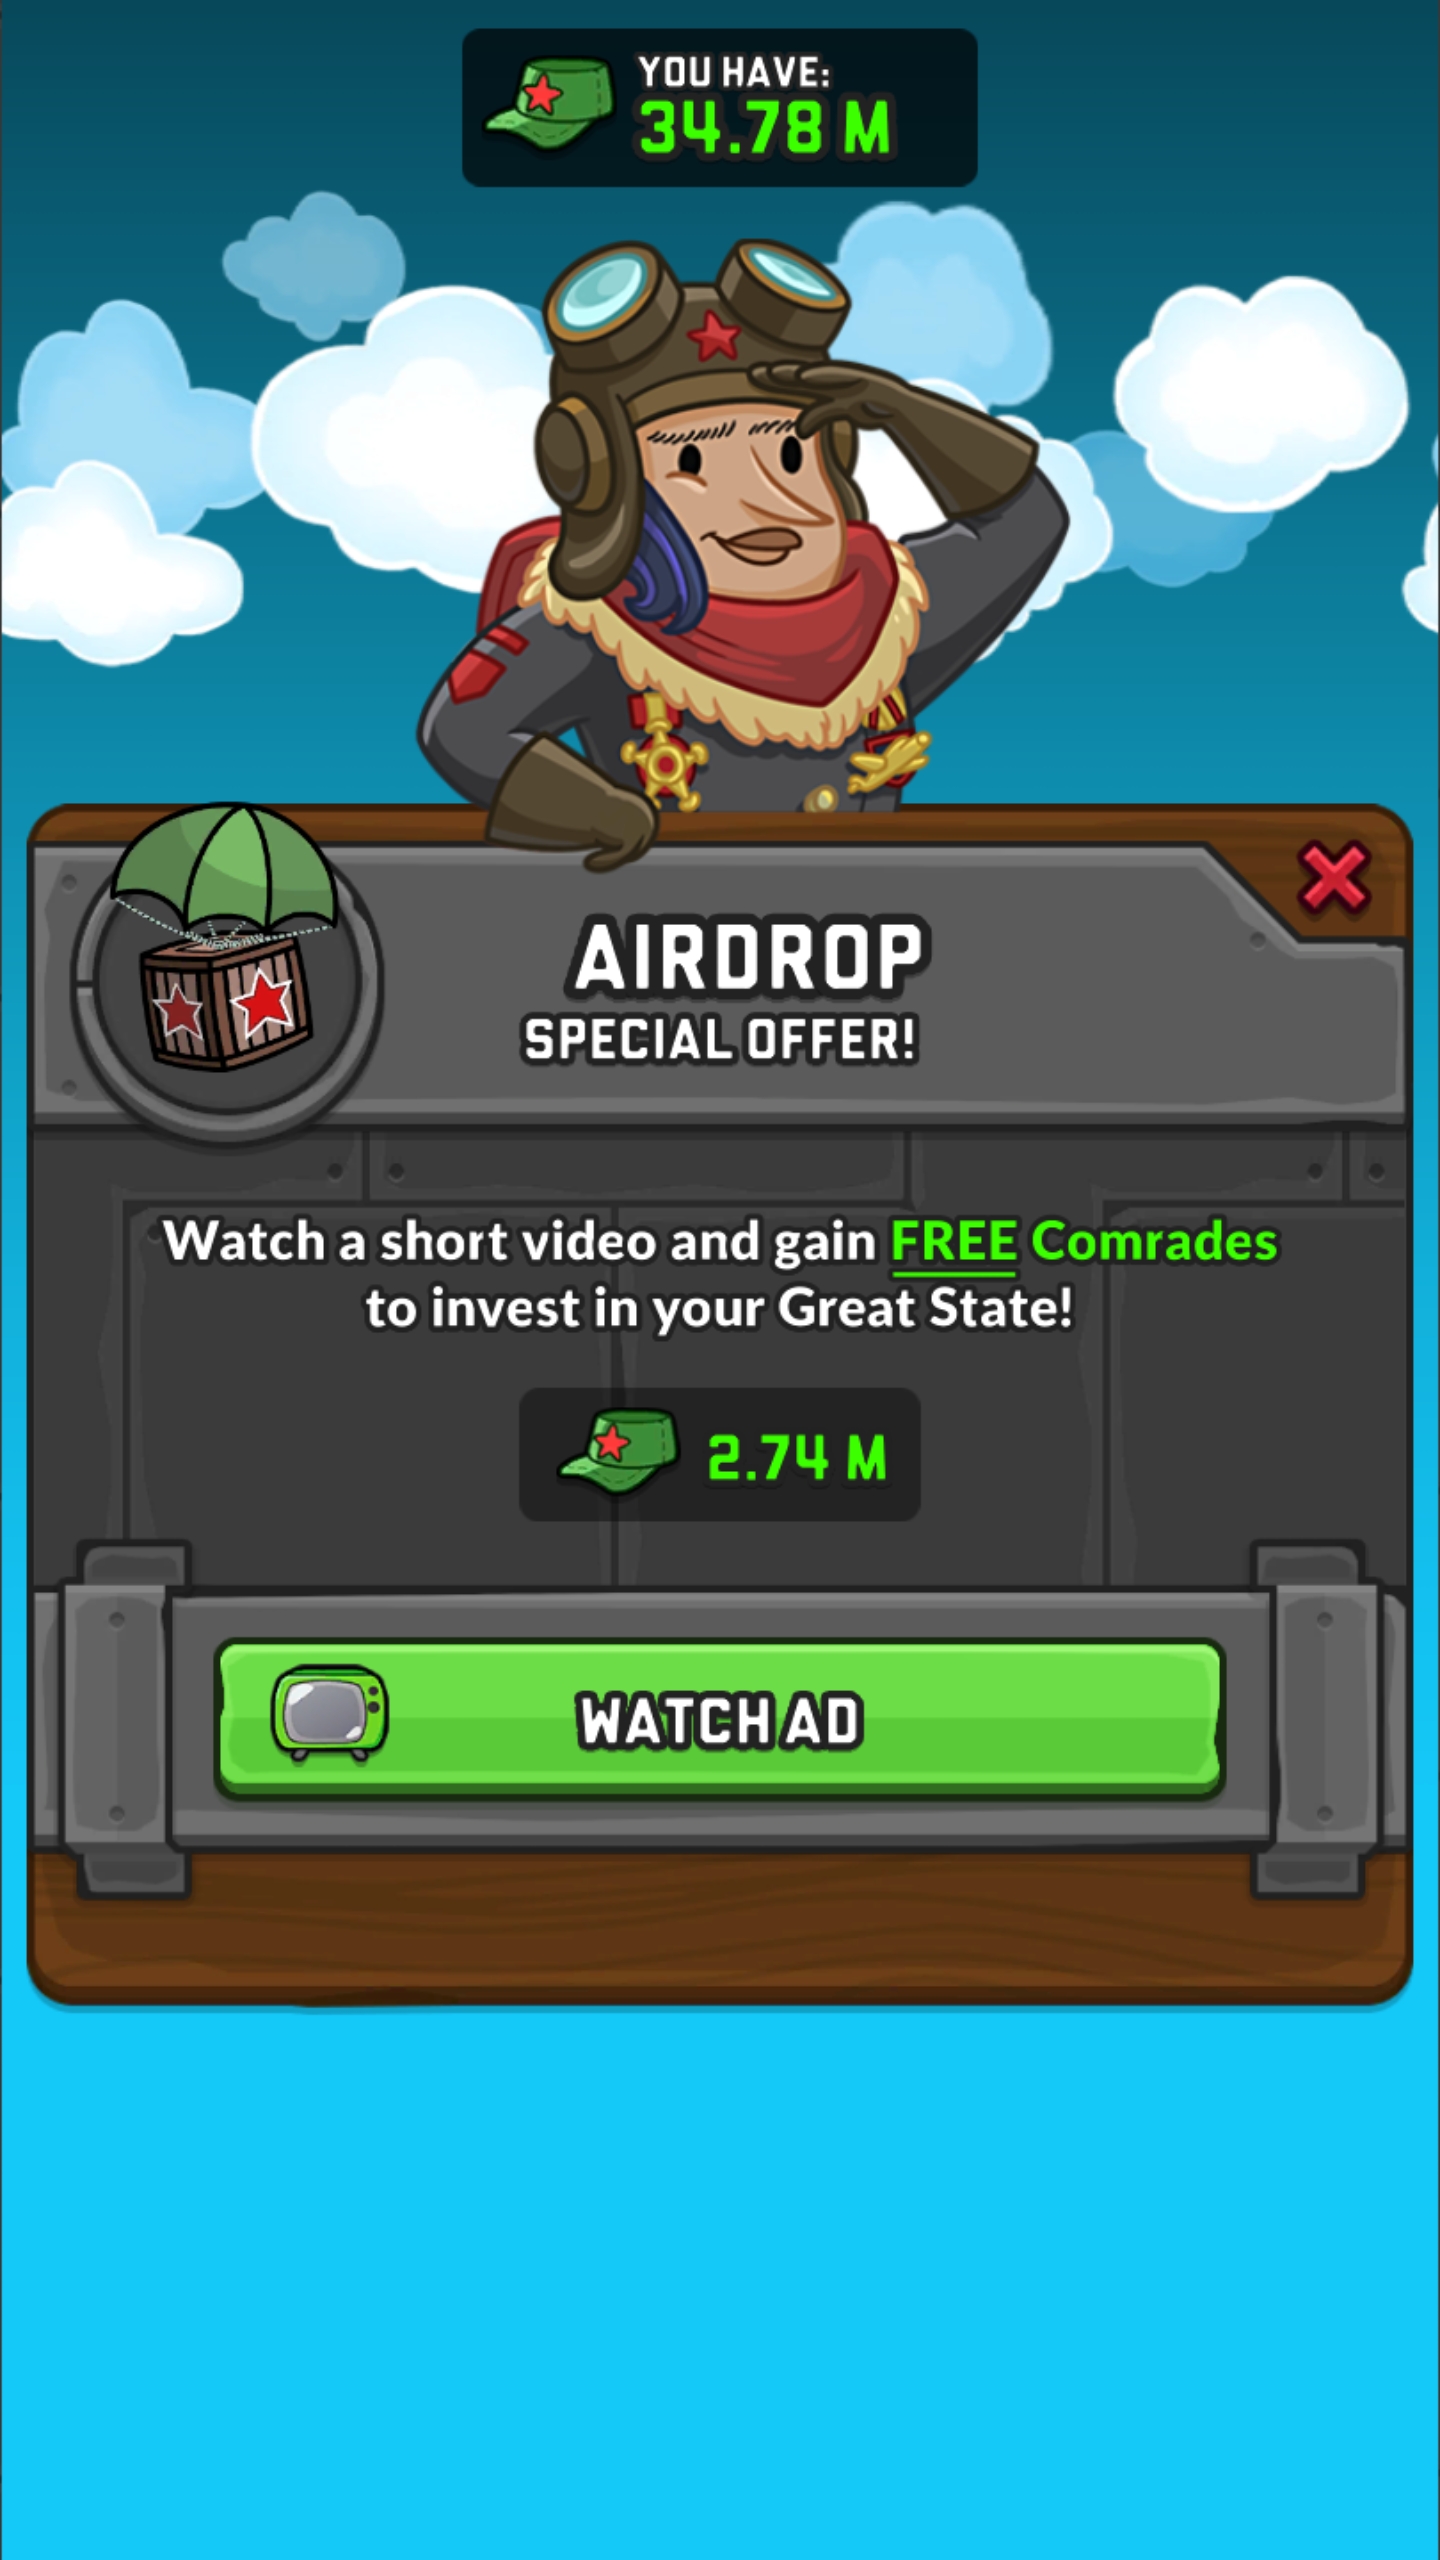 YOU HAVE:
34.78 M
AIRDROP
SPECIAL OFFER!
Watch a short video and gain FREE Comrades
to invest in your Great State!
2.74 M
WATCH AD